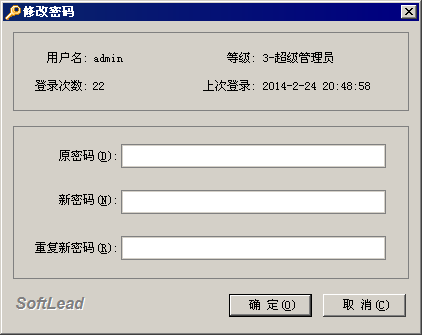 修改密码
用户名: admin 等级: 3-超级管理员
登录次数: 22 上次登录: 2014-2-24 20:48:58
原密码(D):
新密码(N):
重复新密码(R):
SoftLead 确 定(O) 取 消(C)